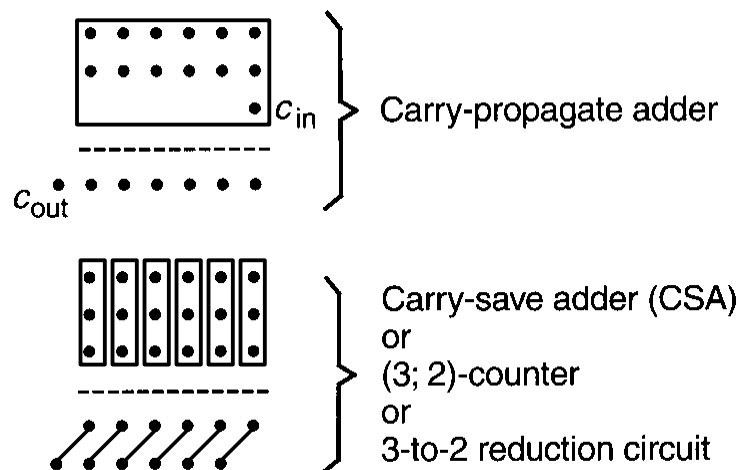 c_in
Carry-propagate adder
c_out
Carry-save adder (CSA)
or
(3; 2)-counter
or
3-to-2 reduction circuit